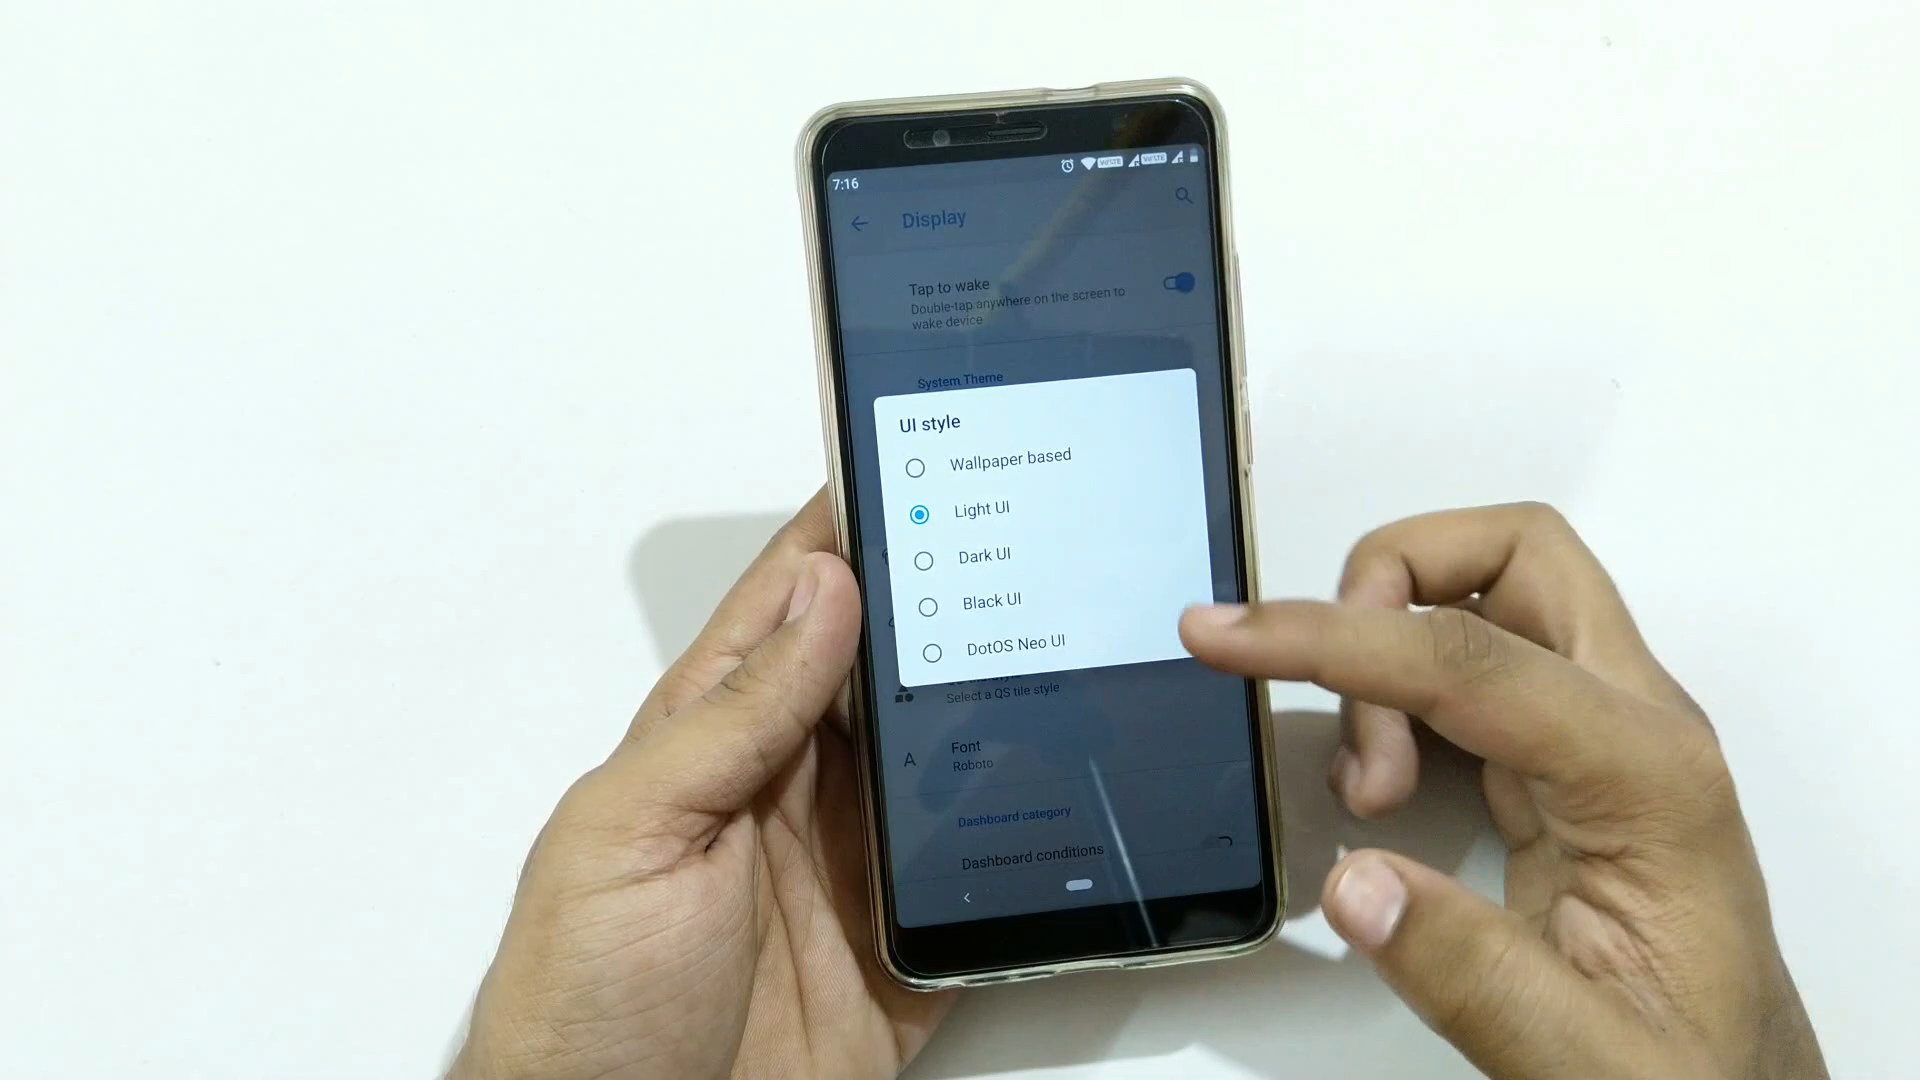 7:16
VoLTE
VoLTE
Display
Tap to wake
Double-tap anywhere on the screen to
wake device
System Theme
UI style
Wallpaper based
Light UI
Dark UI
Black UI
DotOS Neo UI
Select a QS tile style
Font
A
Roboto
Dashboard category
Dashboard conditions